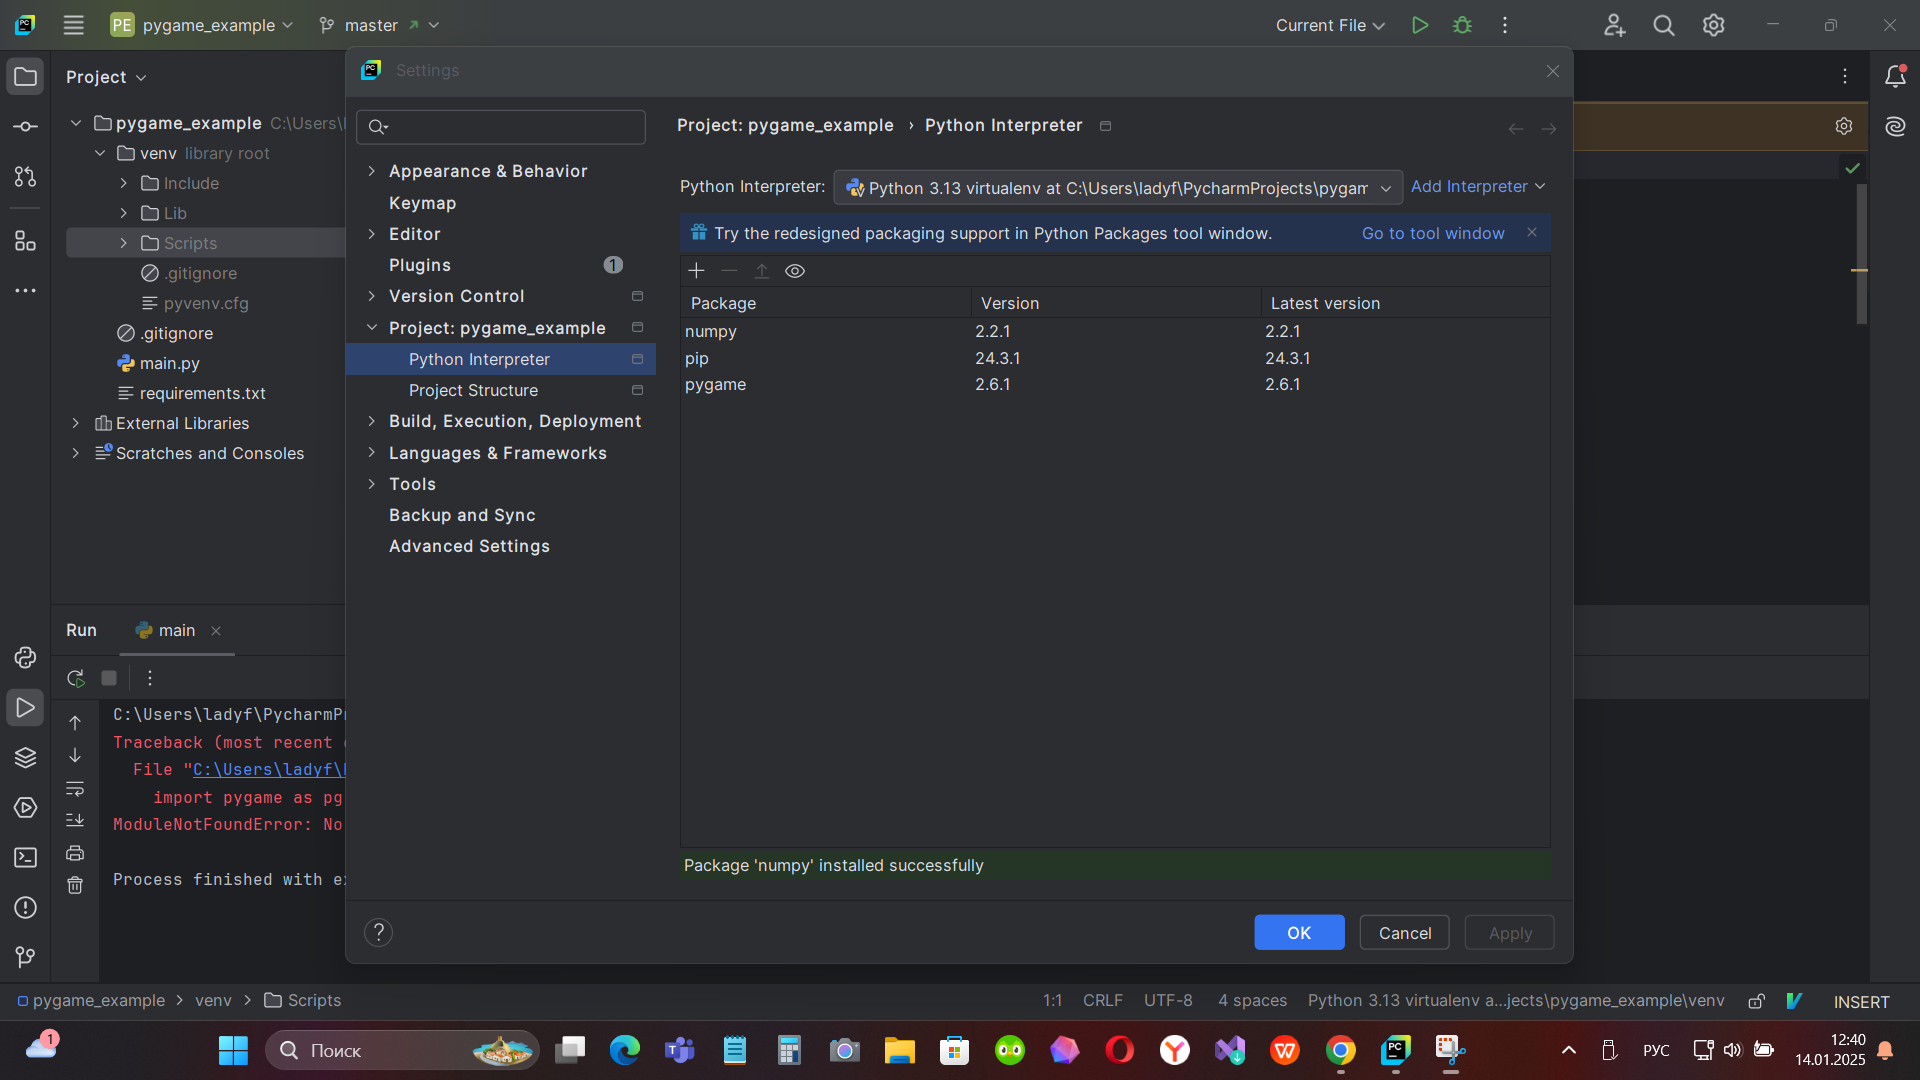 PE pygame_example master
Current File
Project
pygame_example C:\Users\
venv library root
Include
Lib
Scripts
.gitignore
pyvenv.cfg
.gitignore
main.py
requirements.txt
External Libraries
Scratches and Consoles
Settings
Appearance & Behavior
Keymap
Editor
Plugins 1
Version Control
Project: pygame_example
Python Interpreter
Project Structure
Build, Execution, Deployment
Languages & Frameworks
Tools
Backup and Sync
Advanced Settings
Project: pygame_example › Python Interpreter
Python Interpreter: Python 3.13 virtualenv at C:\Users\ladyf\PycharmProjects\pygam Add Interpreter
Try the redesigned packaging support in Python Packages tool window. Go to tool window
Package Version Latest version
numpy 2.2.1 2.2.1
pip 24.3.1 24.3.1
pygame 2.6.1 2.6.1
Package 'numpy' installed successfully
? OK Cancel Apply
Run main
C:\Users\ladyf\PycharmP
Traceback (most recent
File "C:\Users\ladyf\
import pygame as pg
ModuleNotFoundError: No
Process finished with e
pygame_example > venv > Scripts
1:1 CRLF UTF-8 4 spaces Python 3.13 virtualenv a...jects\pygame_example\venv INSERT
1 Поиск РУС 12:40
14.01.2025